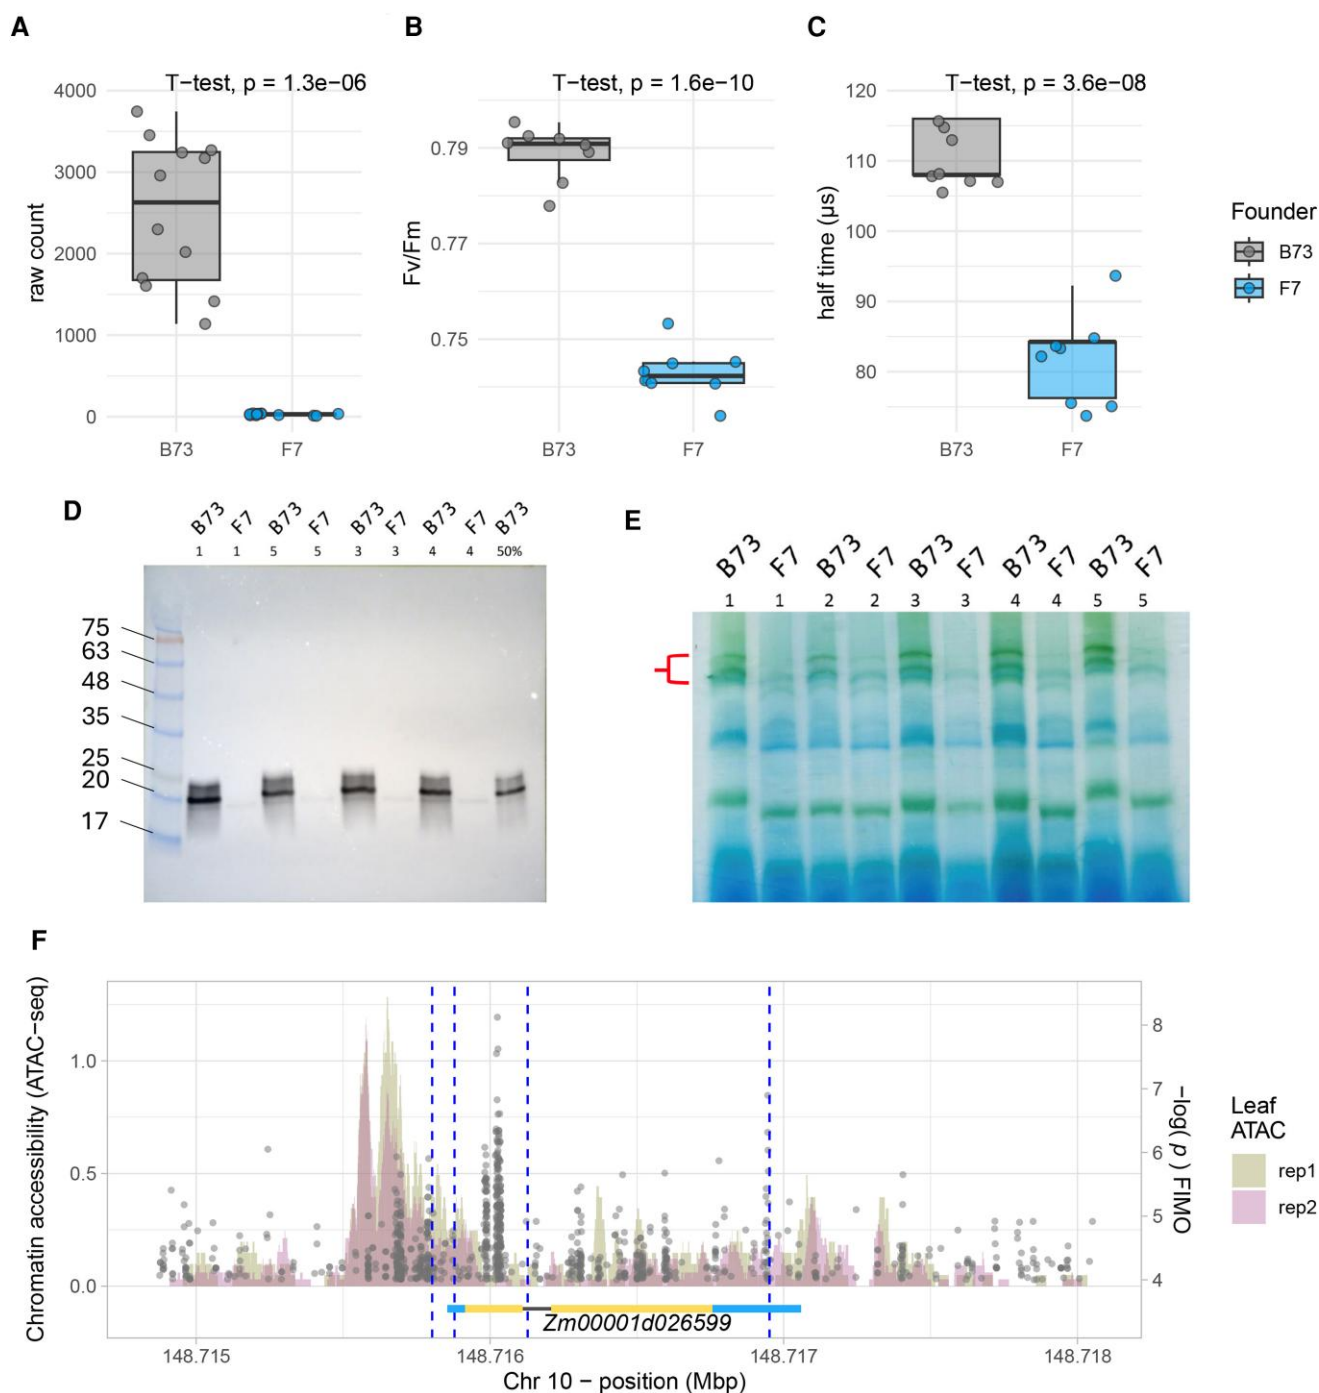 A
T-test, p = 1.3e-06
raw count
4000
3000
2000
1000
0
B73 F7
B
T-test, p = 1.6e-10
Fv/Fm
0.79
0.77
0.75
B73 F7
C
T-test, p = 3.6e-08
half time (µs)
120
110
100
90
80
B73 F7
Founder
B73
F7
D
B73 F7 B73 F7 B73 F7 B73 F7 B73
1 1 5 5 3 3 4 4 50%
75
63
48
35
25
20
17
E
B73 F7 B73 F7 B73 F7 B73 F7 B73 F7
1 1 2 2 3 3 4 4 5 5
F
Chromatin accessibility (ATAC-seq)
1.0
0.5
0.0
8
7
6
5
4
-log( p ) FIMO
Zm00001d026599
148.715 148.716 148.717 148.718
Chr 10 - position (Mbp)
Leaf
ATAC
rep1
rep2